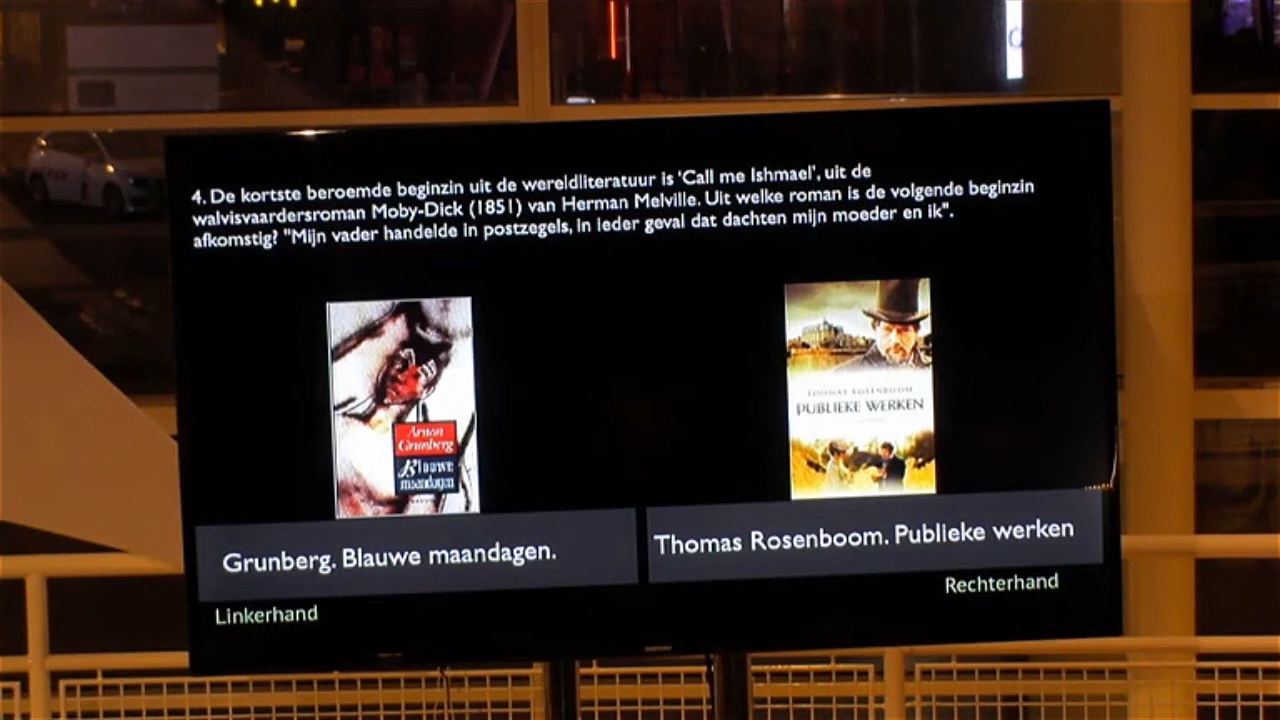 4. De kortste beroemde beginzin uit de wereldliteratuur is 'Call me Ishmael', uit de
walvisvaardersroman Moby-Dick (1851) van Herman Melville. Uit welke roman is de volgende beginzin
afkomstig? "Mijn vader handelde in postzegels, in ieder geval dat dachten mijn moeder en ik".
Arnon
Grunberg
Blauwe
maandagen
THOMAS ROSENBOOM
PUBLIEKE WERKEN
Grunberg. Blauwe maandagen.
Thomas Rosenboom. Publieke werken
Linkerhand
Rechterhand